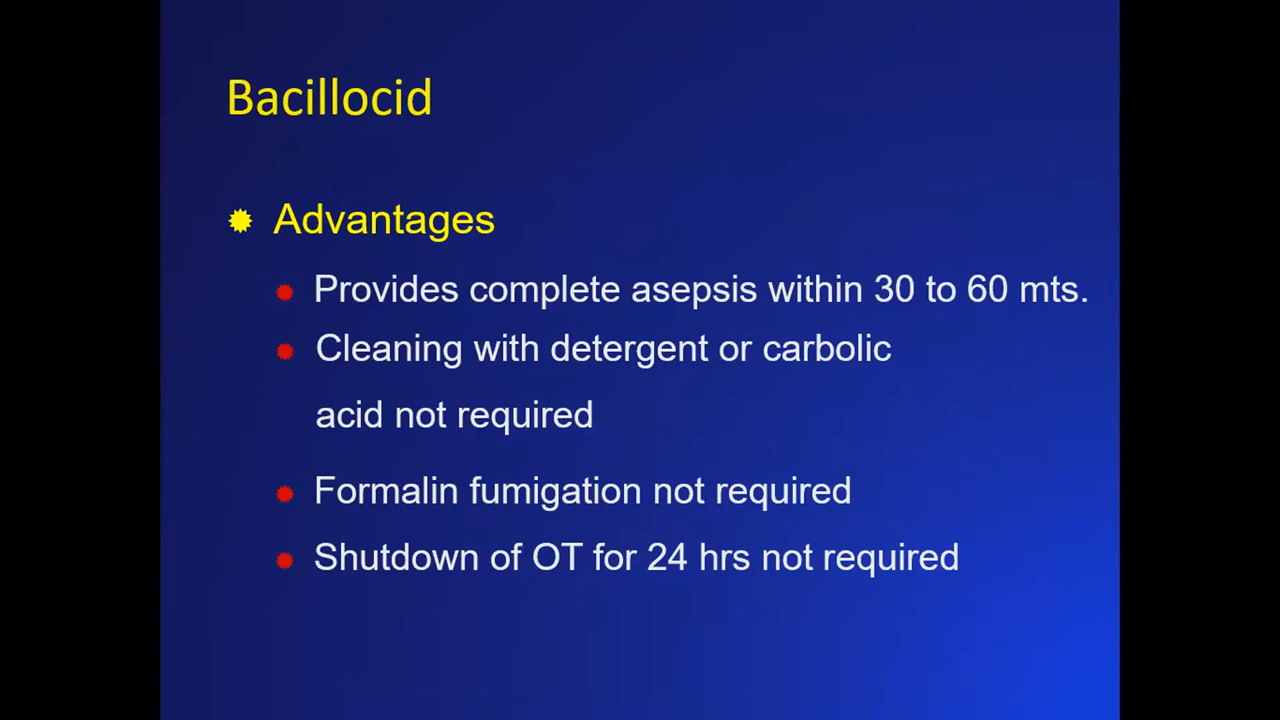 Bacillocid
Advantages
Provides complete asepsis within 30 to 60 mts.
Cleaning with detergent or carbolic
acid not required
Formalin fumigation not required
Shutdown of OT for 24 hrs not required